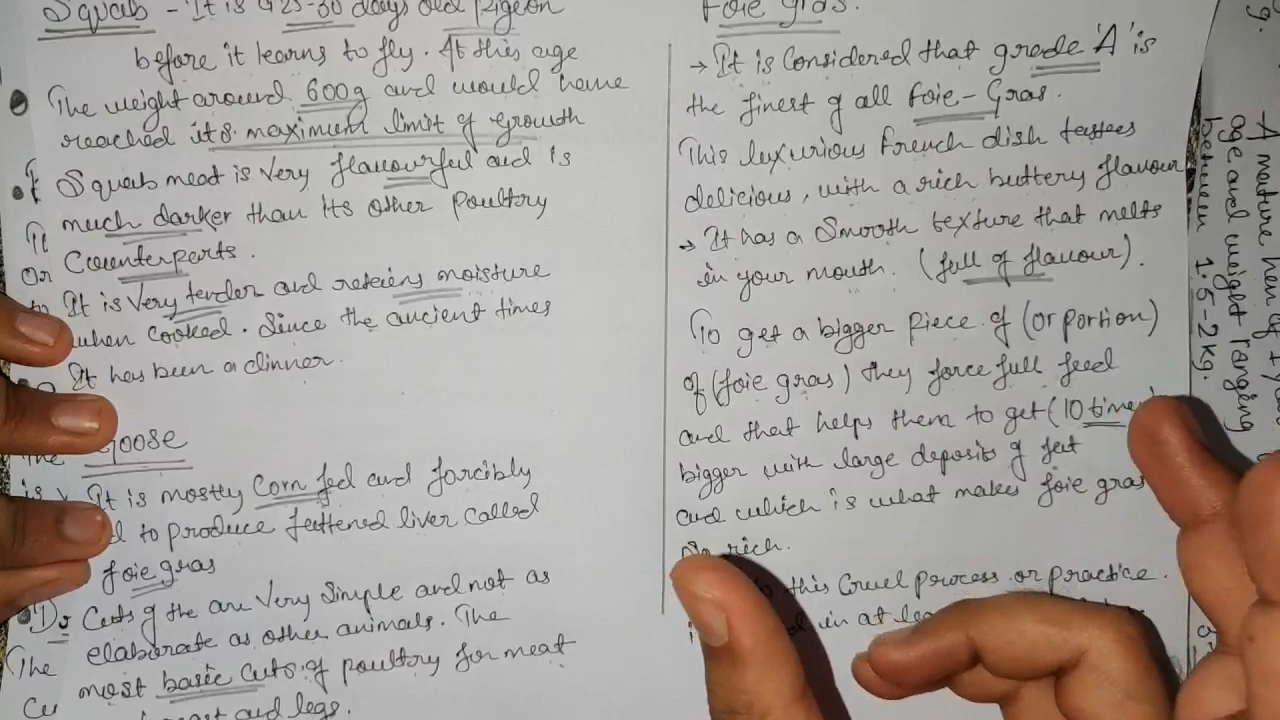 Squabs - It is a 25-30 days old pigeon
before it learns to fly. At this age
The weight around 600g and would have
reached its maximum limit of growth
Squab meat is very flavourful and is
much darker than its other poultry
Counterparts.
It is very tender and retains moisture
when cooked. Since the ancient times
It has been a dinner.
Goose
It is mostly Corn fed and forcibly
to produce fattened liver called
foie gras
Cuts of the are very simple and not as
elaborate as other animals. The
most basic cuts of poultry for meat
and legs.
Foie Gras.
→ It is considered that grade 'A' is
the finest of all foie-Gras.
This luxurious french dish tastes
delicious, with a rich buttery flavour
→ It has a smooth texture that melts
in your mouth. (full of flavour).
To get a bigger piece of (or portion)
of (foie gras) they force full feed
and that helps them to get (10 times
bigger with large deposits of fat
and which is what makes foie gras
so rich.
this cruel process or practice.
in at
A mature hen of
age and weight ranging
between 1.5-2kg.